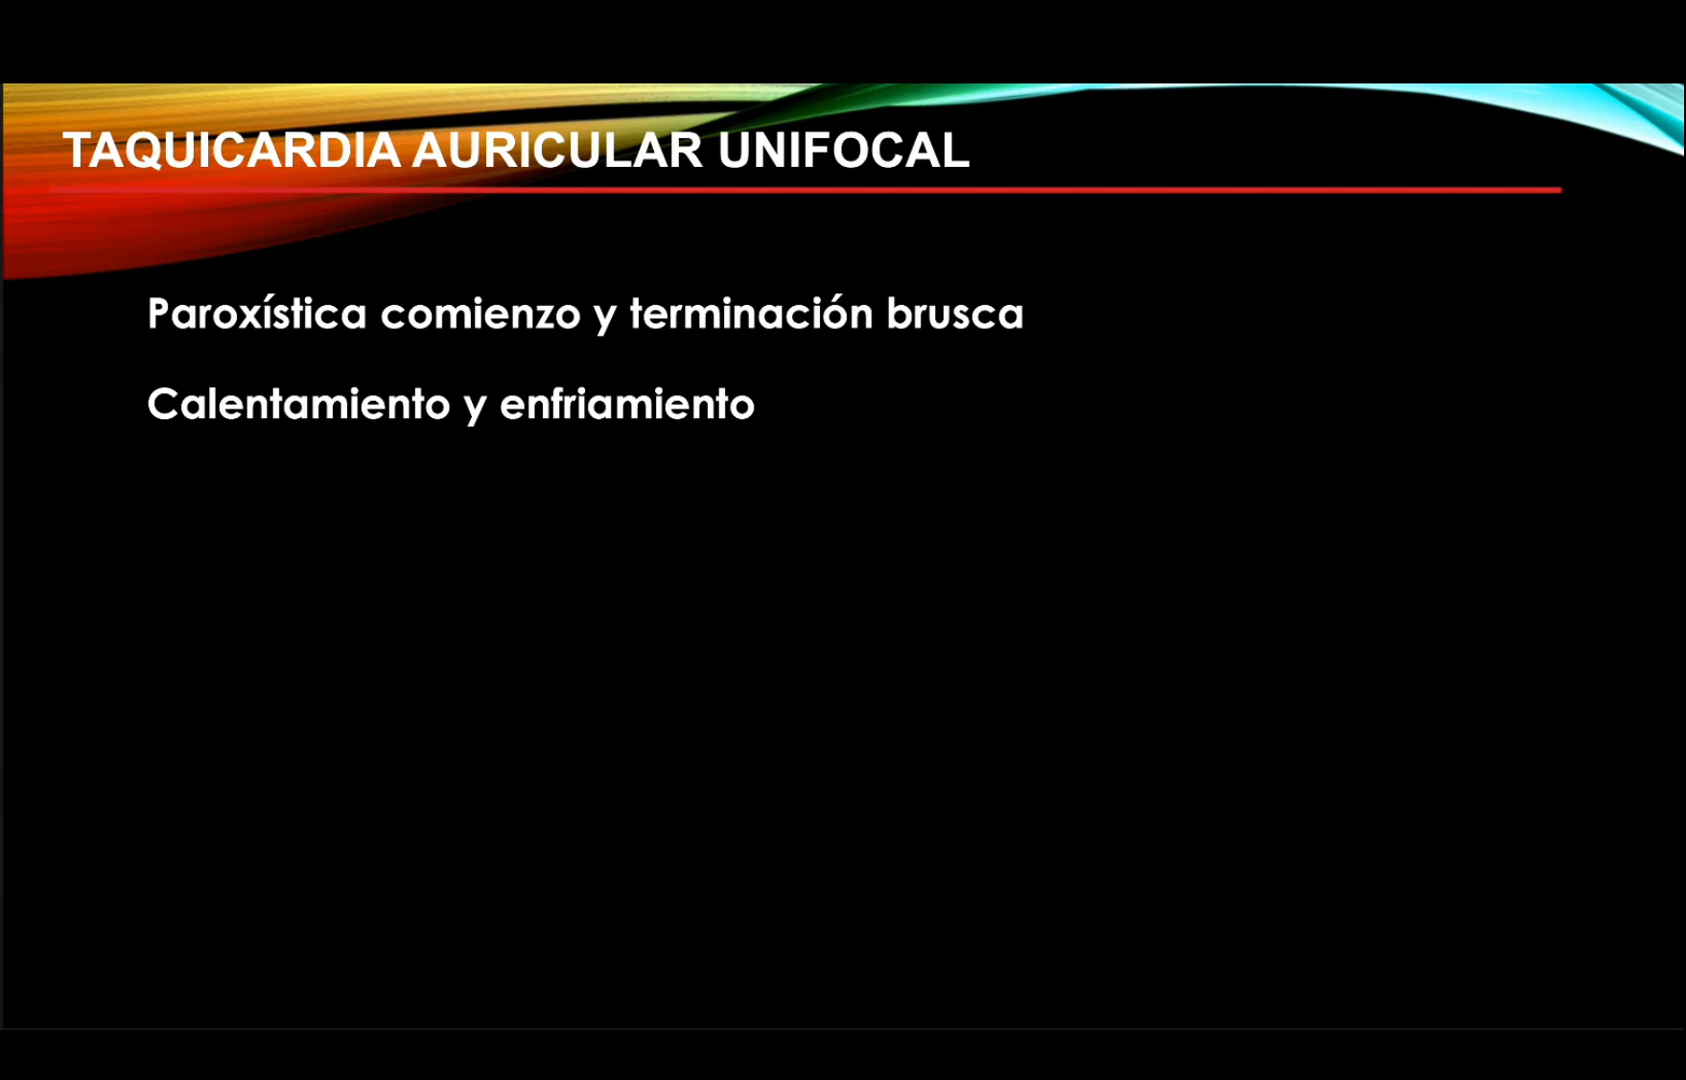 TAQUICARDIA AURICULAR UNIFOCAL
Paroxística comienzo y terminación brusca
Calentamiento y enfriamiento